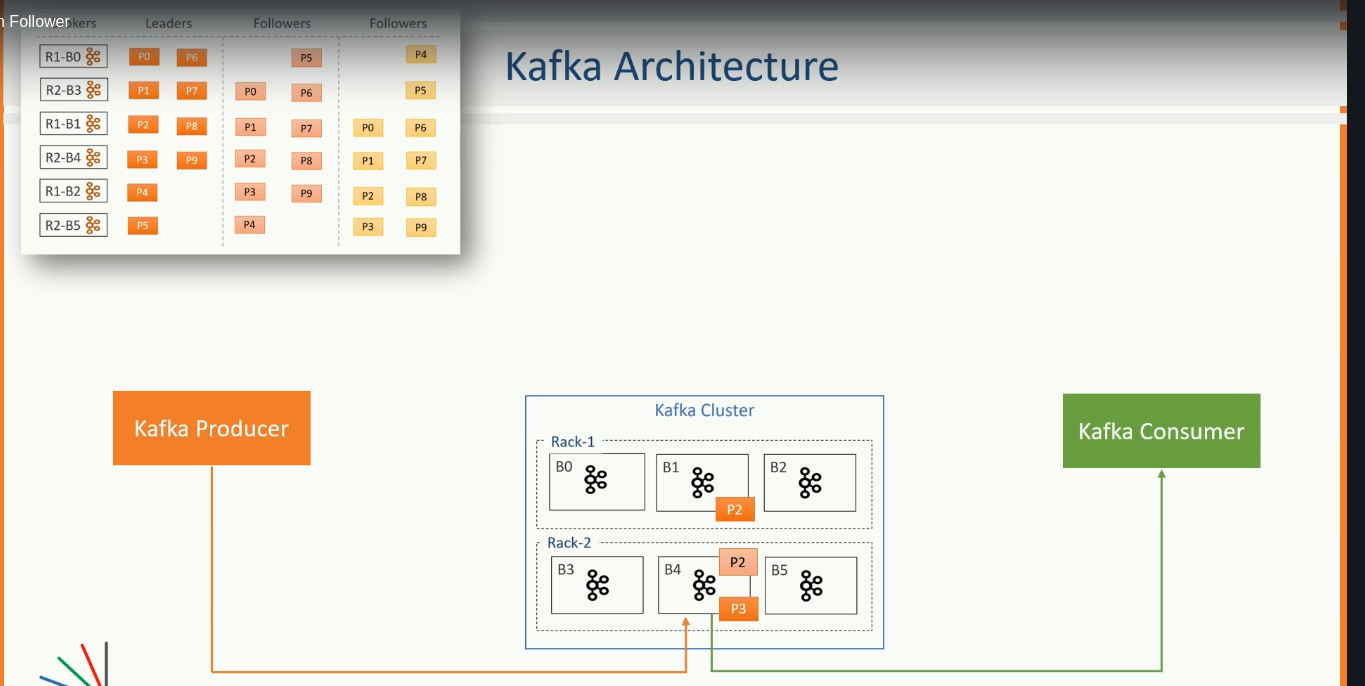 n Follower
kers Leaders Followers Followers
R1-B0 P0 P6 P5 P4
R2-B3 P1 P7 P0 P6 P5
R1-B1 P2 P8 P1 P7 P0 P6
R2-B4 P3 P9 P2 P8 P1 P7
R1-B2 P4 P3 P9 P2 P8
R2-B5 P5 P4 P3 P9
Kafka Architecture
Kafka Producer
Kafka Cluster
Rack-1
B0 B1 B2
P2
Rack-2
B3 B4 P2 B5
P3
Kafka Consumer